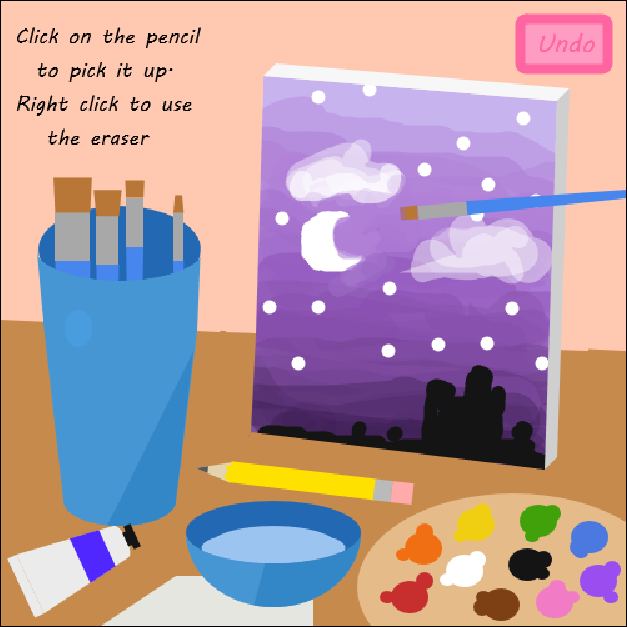 Click on the pencil
to pick it up.
Right click to use
the eraser
Undo